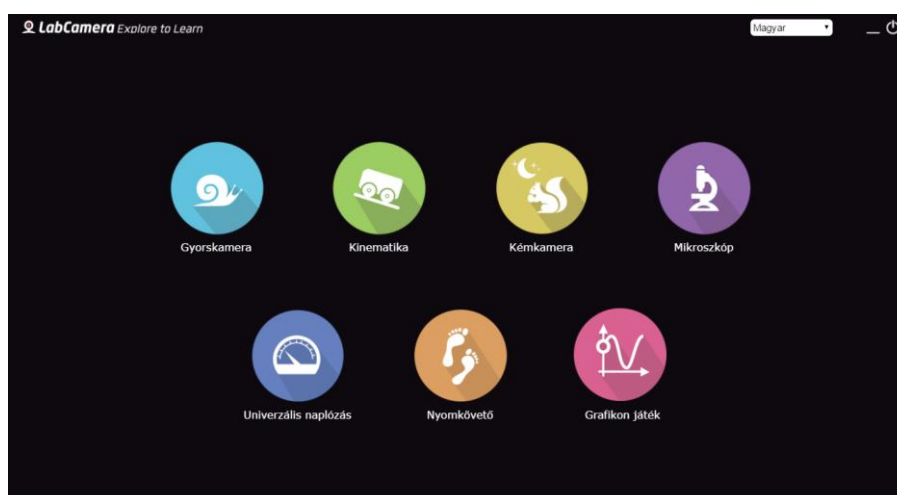 LabCamera Explore to Learn
Magyar
Gyorskamera
Kinematika
Kémkamera
Mikroszkóp
Univerzális naplózás
Nyomkövető
Grafikon játék